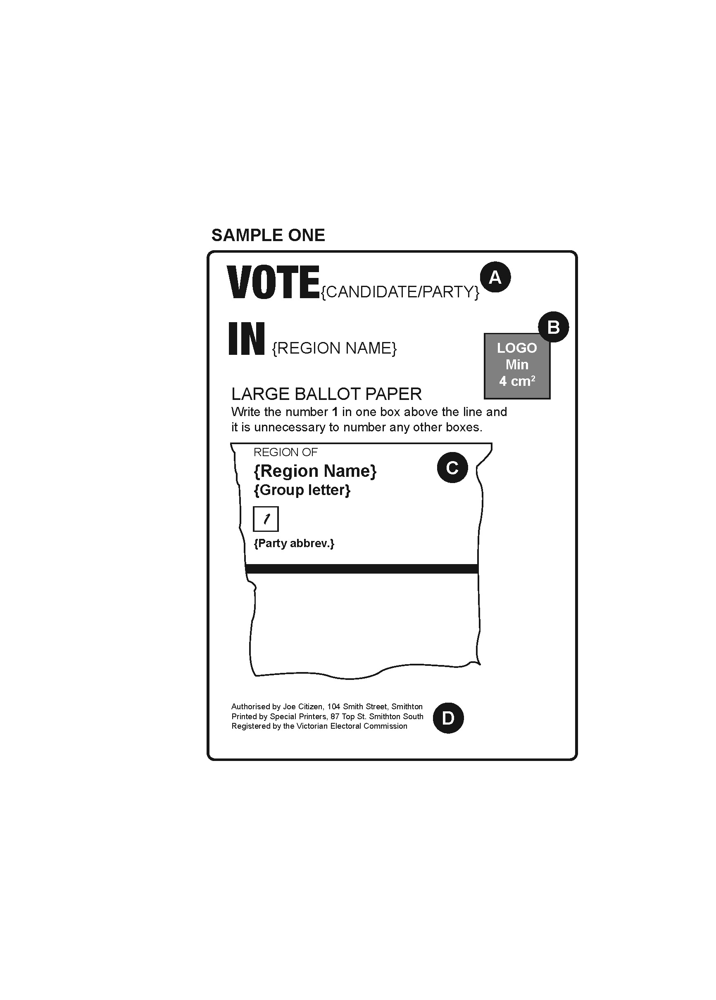 SAMPLE ONE
VOTE {CANDIDATE/PARTY} A
IN {REGION NAME}
B
LOGO
Min
4 cm²
LARGE BALLOT PAPER
Write the number 1 in one box above the line and
it is unnecessary to number any other boxes.
REGION OF
{Region Name}
C
{Group letter}
1
{Party abbrev.}
Authorised by Joe Citizen, 104 Smith Street, Smithton
Printed by Special Printers, 87 Top St. Smithton South
Registered by the Victorian Electoral Commission
D